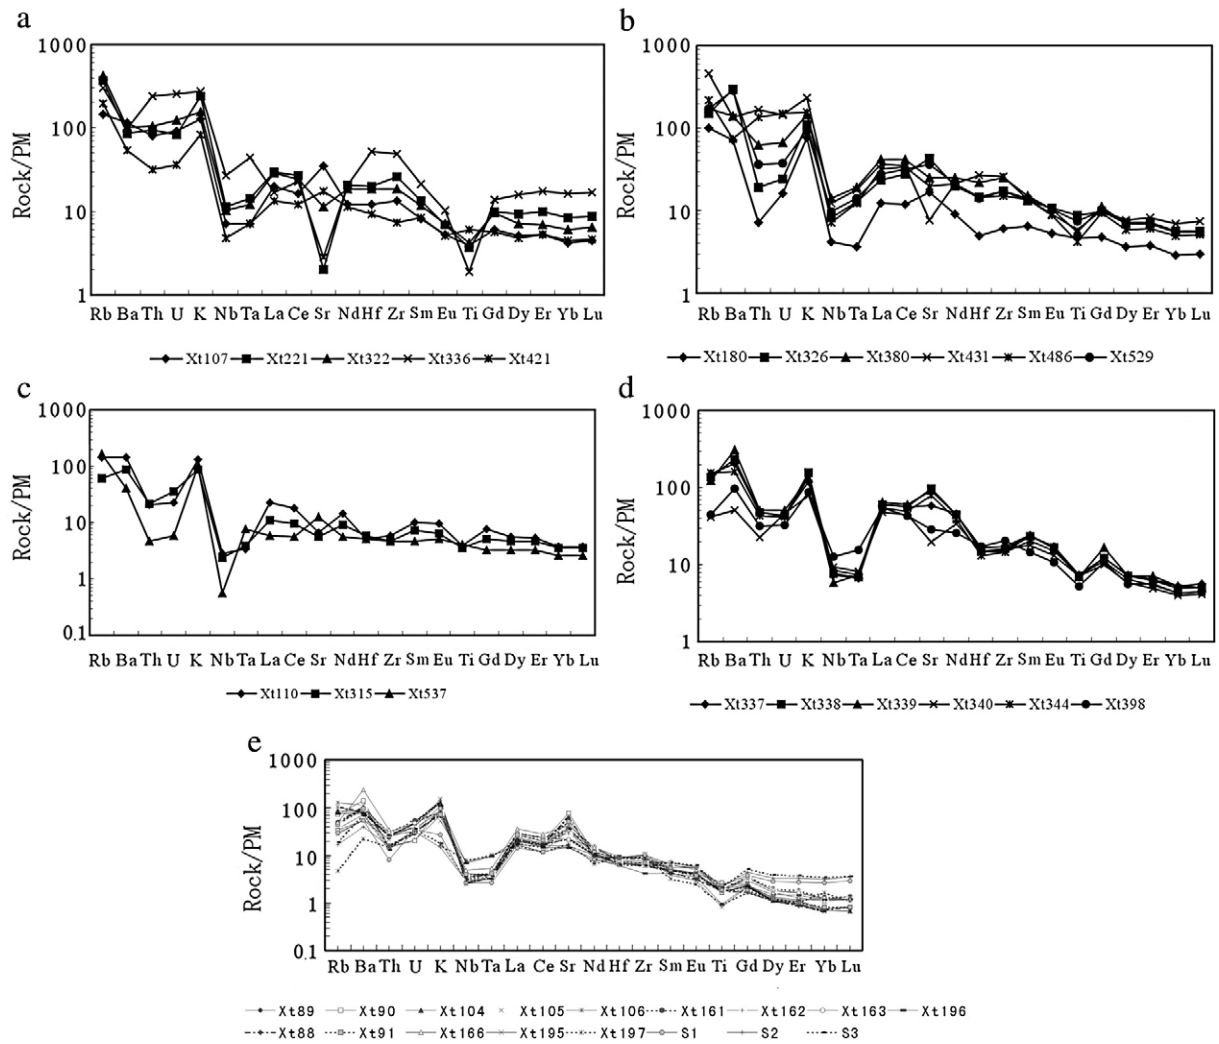 a
1000
100
10
1
Rock/PM
Rb Ba Th U K Nb Ta La Ce Sr Nd Hf Zr Sm Eu Ti Gd Dy Er Yb Lu
Xt107 Xt221 Xt322 Xt336 Xt421
b
1000
100
10
1
Rock/PM
Rb Ba Th U K Nb Ta La Ce Sr Nd Hf Zr Sm Eu Ti Gd Dy Er Yb Lu
Xt180 Xt326 Xt380 Xt431 Xt486 Xt529
c
1000
100
10
1
0.1
Rock/PM
Rb Ba Th U K Nb Ta La Ce Sr Nd Hf Zr Sm Eu Ti Gd Dy Er Yb Lu
Xt110 Xt315 Xt537
d
1000
100
10
1
Rock/PM
Rb Ba Th U K Nb Ta La Ce Sr Nd Hf Zr Sm Eu Ti Gd Dy Er Yb Lu
Xt337 Xt338 Xt339 Xt340 Xt344 Xt398
e
1000
100
10
1
0.1
Rock/PM
Rb Ba Th U K Nb Ta La Ce Sr Nd Hf Zr Sm Eu Ti Gd Dy Er Yb Lu
Xt89 Xt90 Xt104 Xt105 Xt106 Xt161 Xt162 Xt163 Xt196
Xt88 Xt91 Xt166 Xt195 Xt197 S1 S2 S3